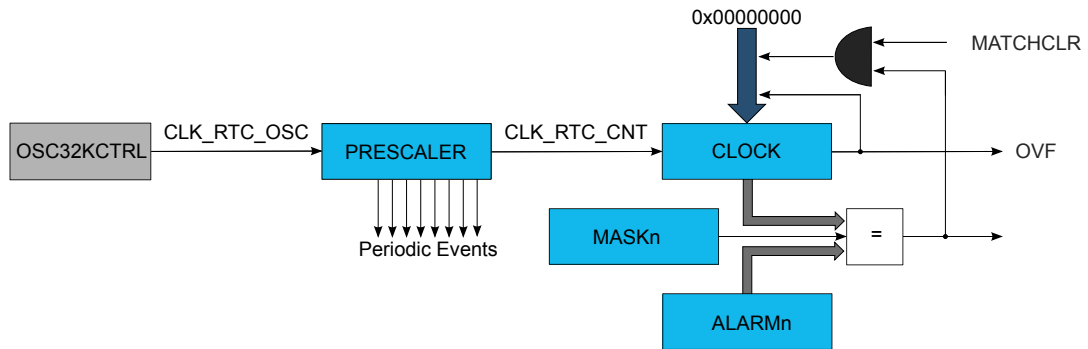 0x00000000
MATCHCLR
CLK_RTC_OSC
CLK_RTC_CNT
OSC32KCTRL
PRESCALER
CLOCK
OVF
Periodic Events
MASKn
=
ALARMn